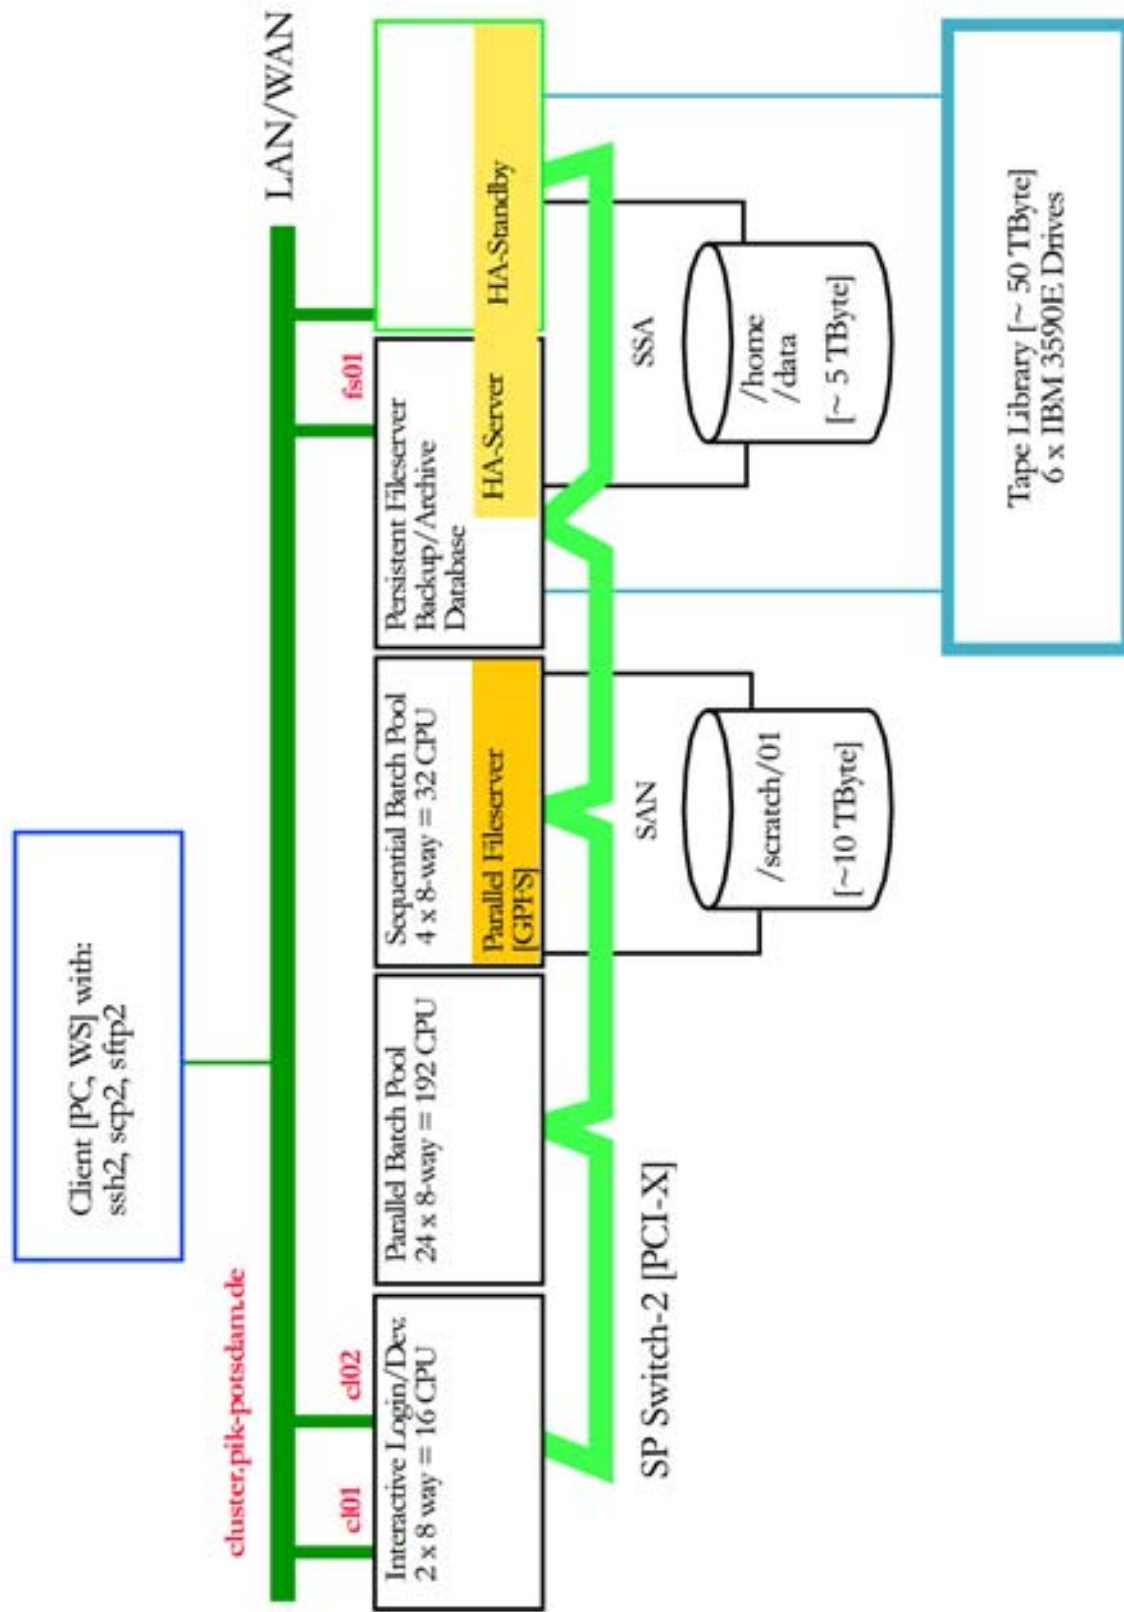 Client [PC, WS] with:
ssh2, scp2, sftp2
cluster.pik-potsdam.de
LAN/WAN
cl01
cl02
fs01
Interactive Login/Dev.
2 x 8 way = 16 CPU
Parallel Batch Pool
24 x 8-way = 192 CPU
Sequential Batch Pool
4 x 8-way = 32 CPU
Parallel Fileserver
[GPFS]
Persistent Fileserver
Backup/Archive
Database
HA-Server
HA-Standby
SP Switch-2 [PCI-X]
SAN
/scratch/01
[~10 TByte]
SSA
/home
/data
[~ 5 TByte]
Tape Library [~ 50 TByte]
6 x IBM 3590E Drives